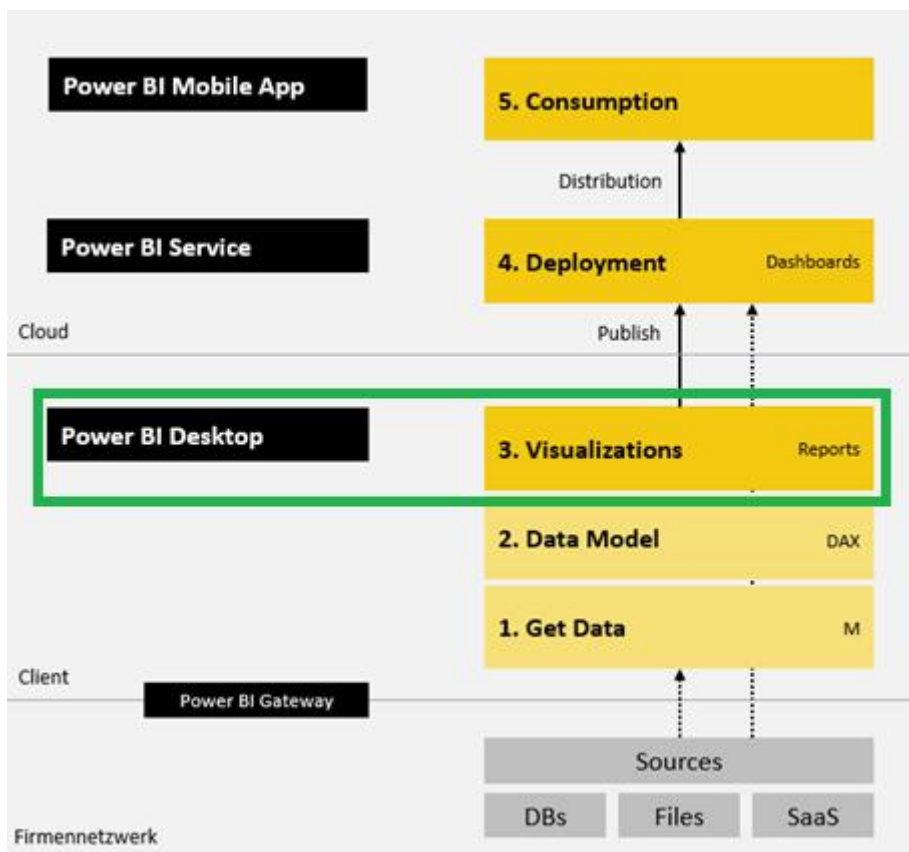 Power BI Mobile App
5. Consumption
Distribution
Power BI Service
4. Deployment
Dashboards
Cloud
Publish
Power BI Desktop
3. Visualizations
Reports
2. Data Model
DAX
1. Get Data
M
Client
Power BI Gateway
Sources
DBs
Files
SaaS
Firmennetzwerk